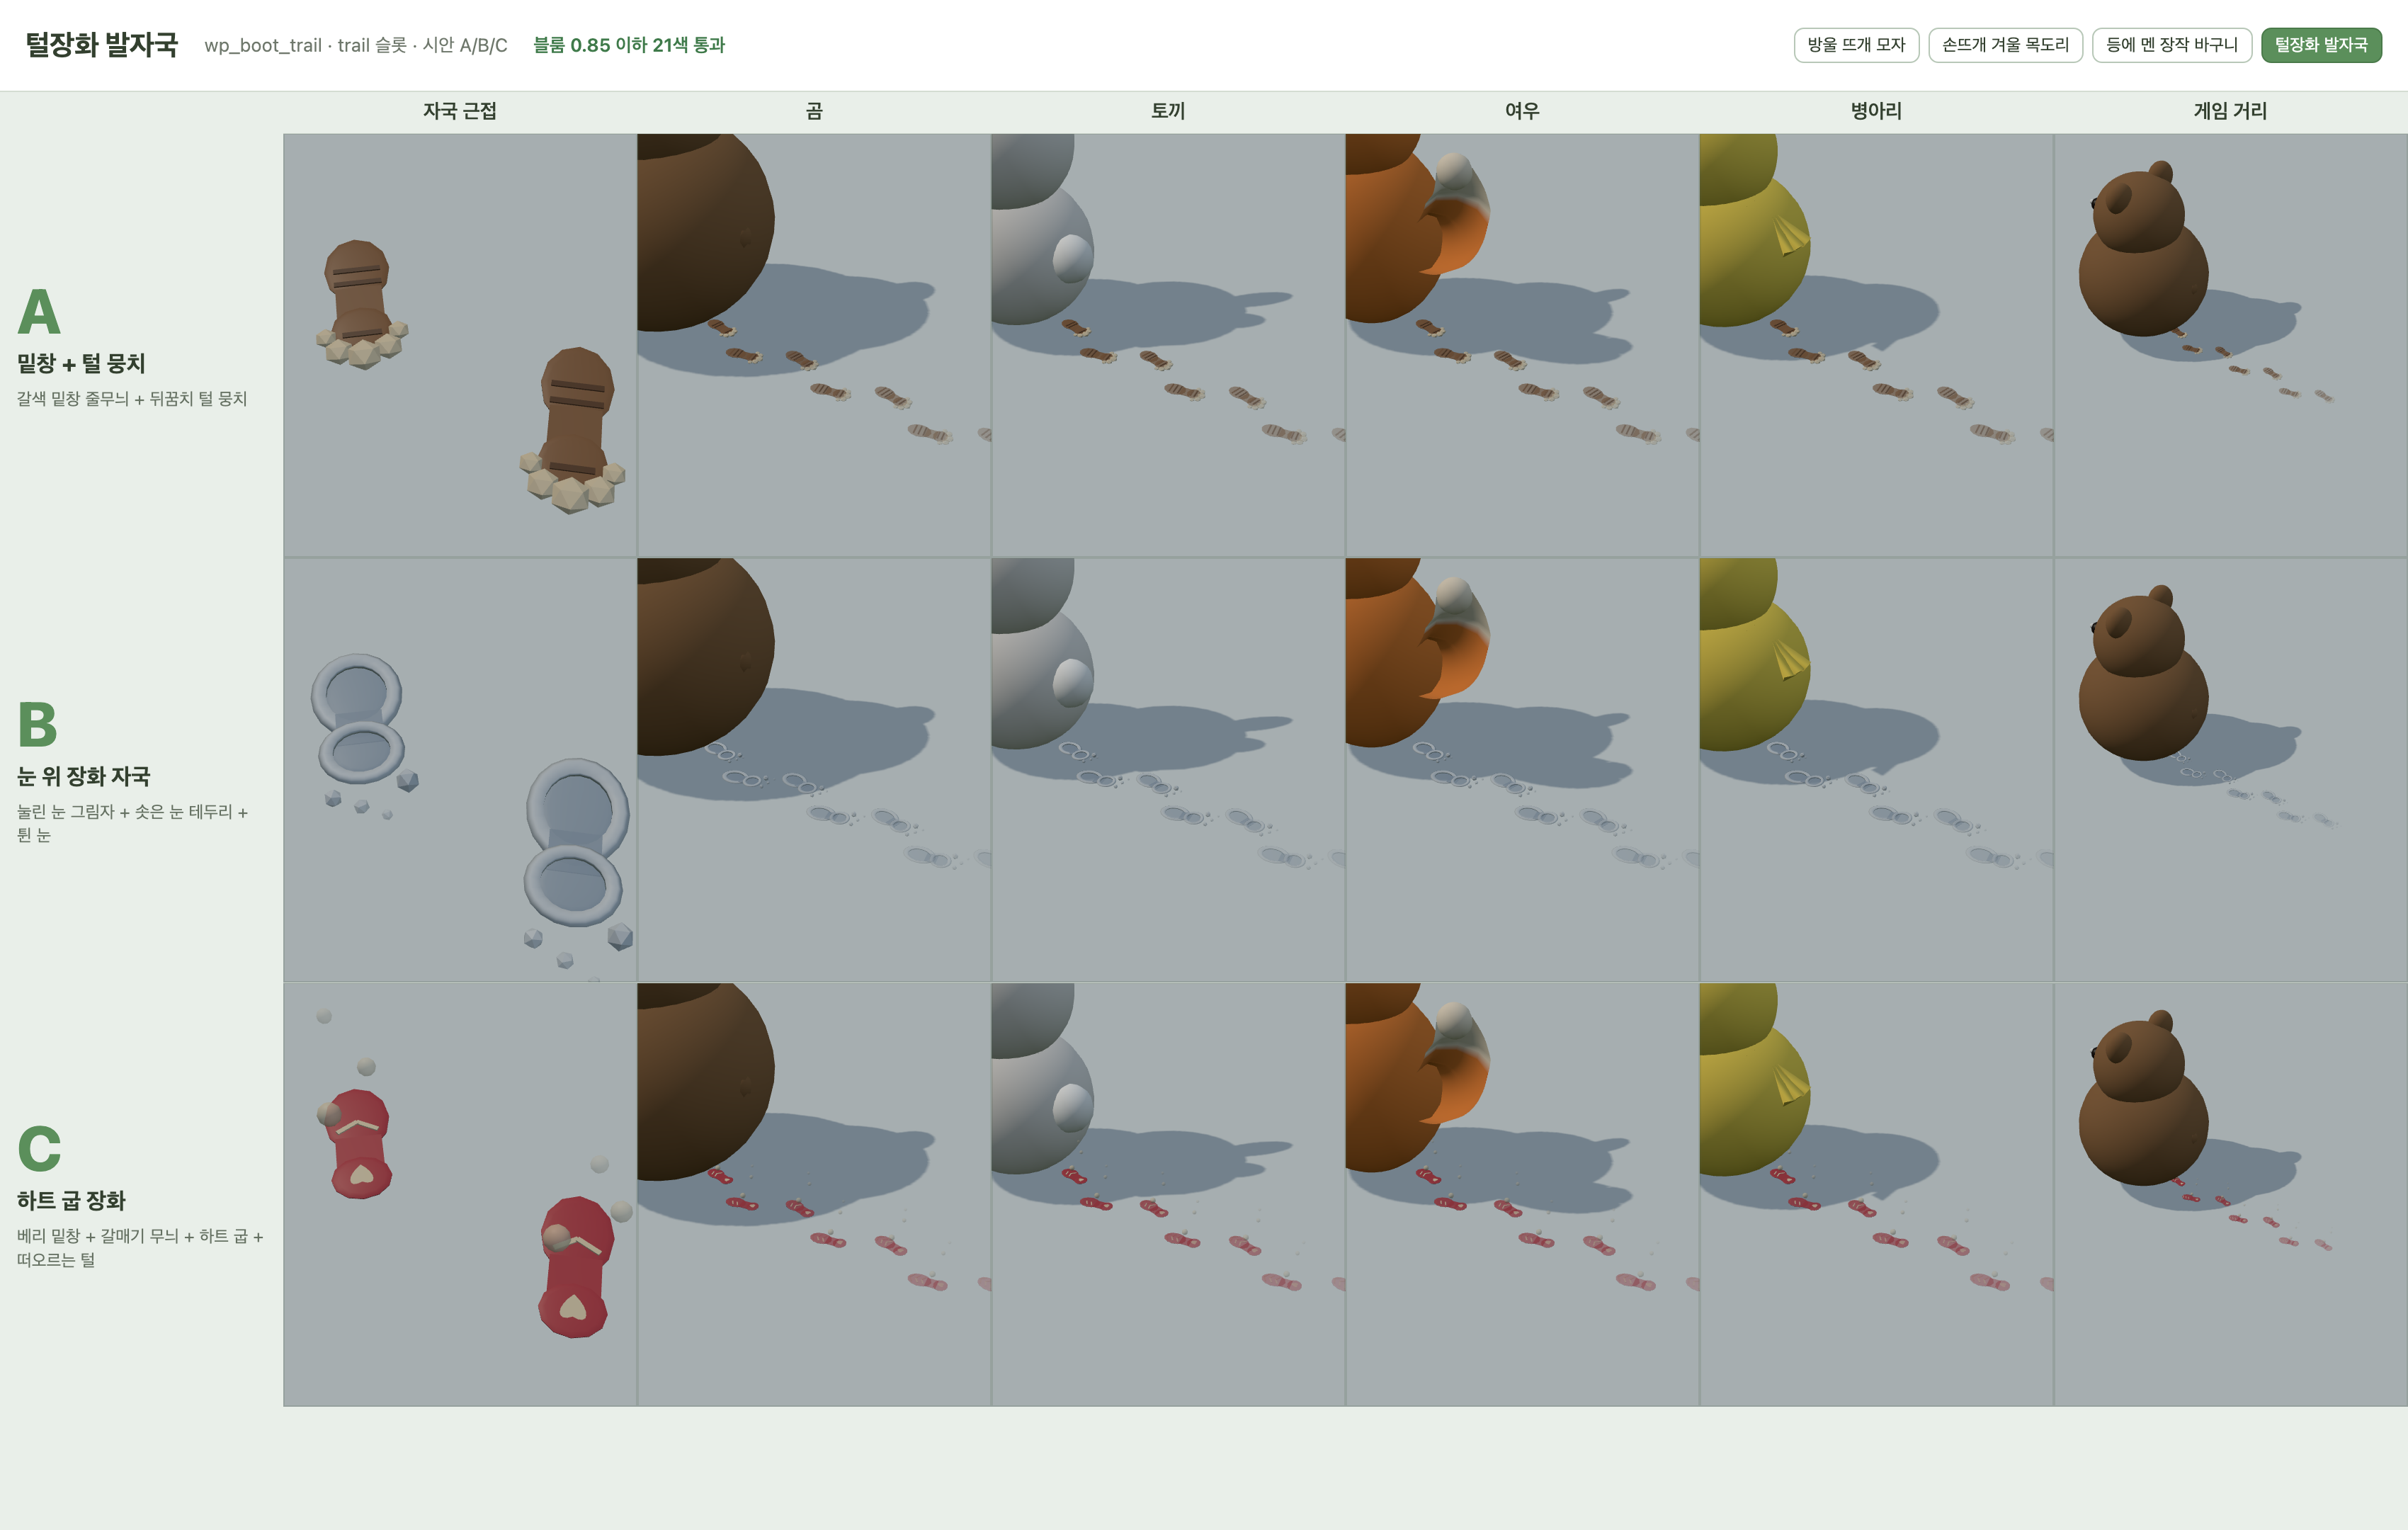 털장화 발자국 wp_boot_trail · trail 슬롯 · 시안 A/B/C 블룸 0.85 이하 21색 통과 방울 뜨개 모자 손뜨개 겨울 목도리 등에 멘 장작 바구니 털장화 발자국
자국 근접 곰 토끼 여우 병아리 게임 거리
A
밑창 + 털 뭉치
갈색 밑창 줄무늬 + 뒤꿈치 털 뭉치
B
눈 위 장화 자국
눌린 눈 그림자 + 솟은 눈 테두리 +
튄 눈
C
하트 굽 장화
베리 밑창 + 갈매기 무늬 + 하트 굽 +
떠오르는 털